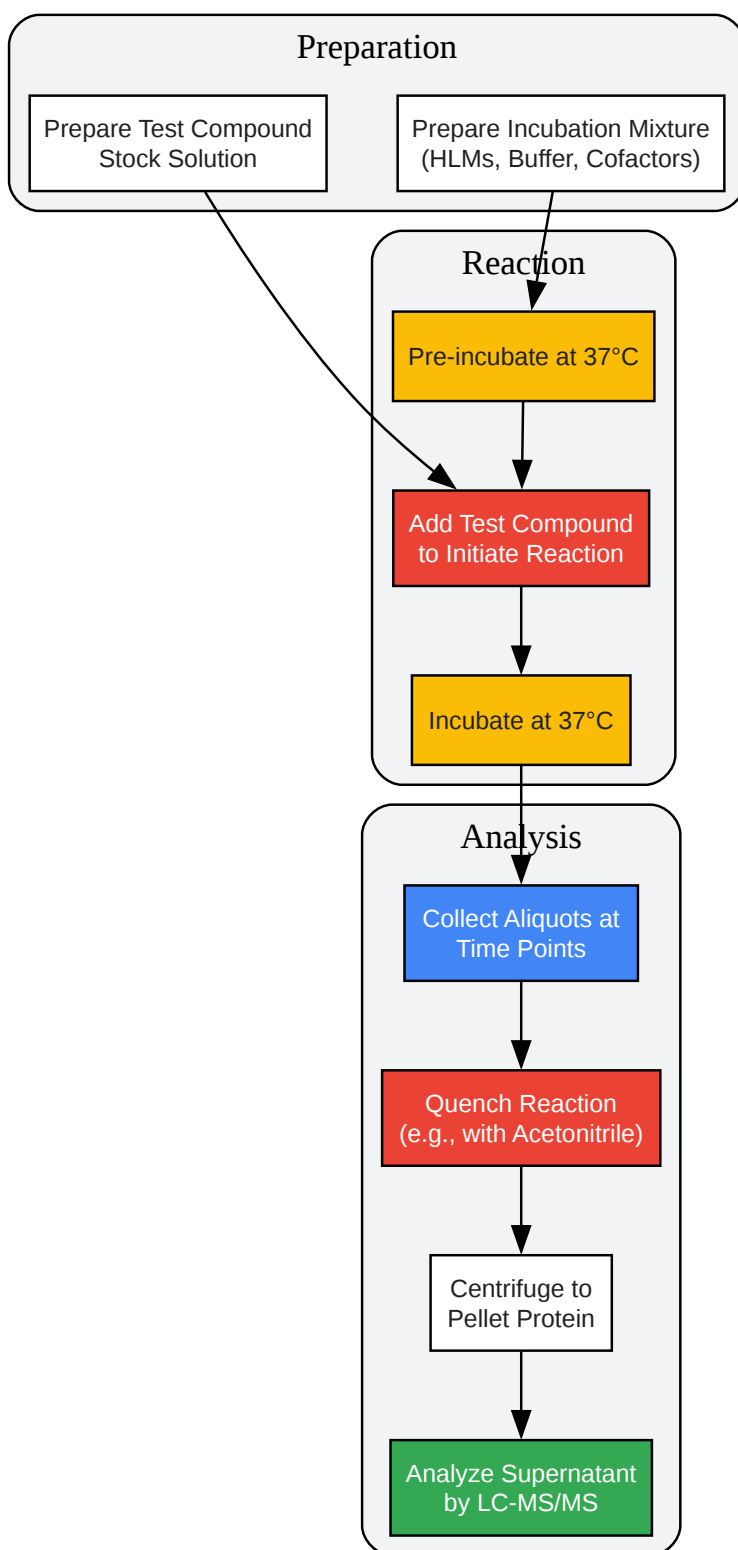 Preparation
Prepare Test Compound
Stock Solution
Prepare Incubation Mixture
(HLMs, Buffer, Cofactors)
Reaction
Pre-incubate at 37°C
Add Test Compound
to Initiate Reaction
Incubate at 37°C
Analysis
Collect Aliquots at
Time Points
Quench Reaction
(e.g., with Acetonitrile)
Centrifuge to
Pellet Protein
Analyze Supernatant
by LC-MS/MS